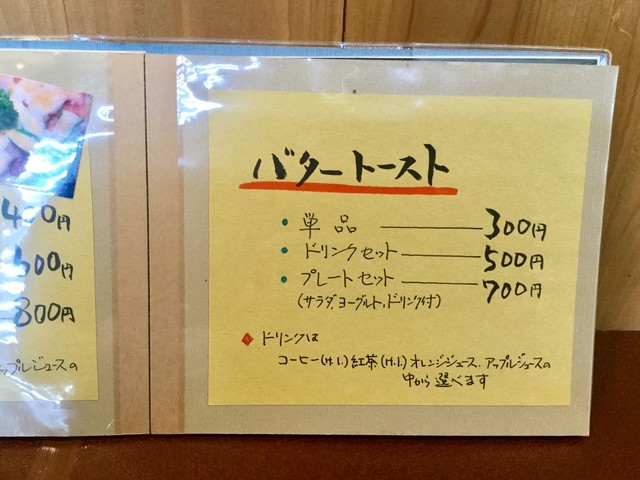 400円
600円
800円
ップルジュースの
バタートースト
• 単品 300円
• ドリンクセット 500円
• プレートセット 700円
(サラダ、ヨーグルト、ドリンク付)
◆ ドリンクは
コーヒー(H.I.)紅茶(H.I.)オレンジジュース、アップルジュースの
中から選べます